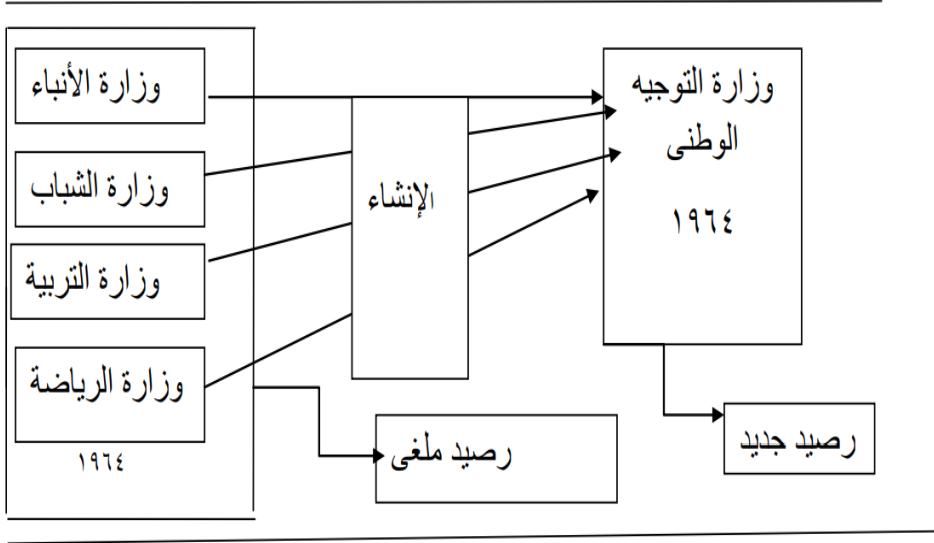 وزارة الأنباء
وزارة الشباب
وزارة التربية
وزارة الرياضة
١٩٦٤
الإنشاء
وزارة التوجيه
الوطنى
١٩٦٤
رصيد ملغى
رصيد جديد